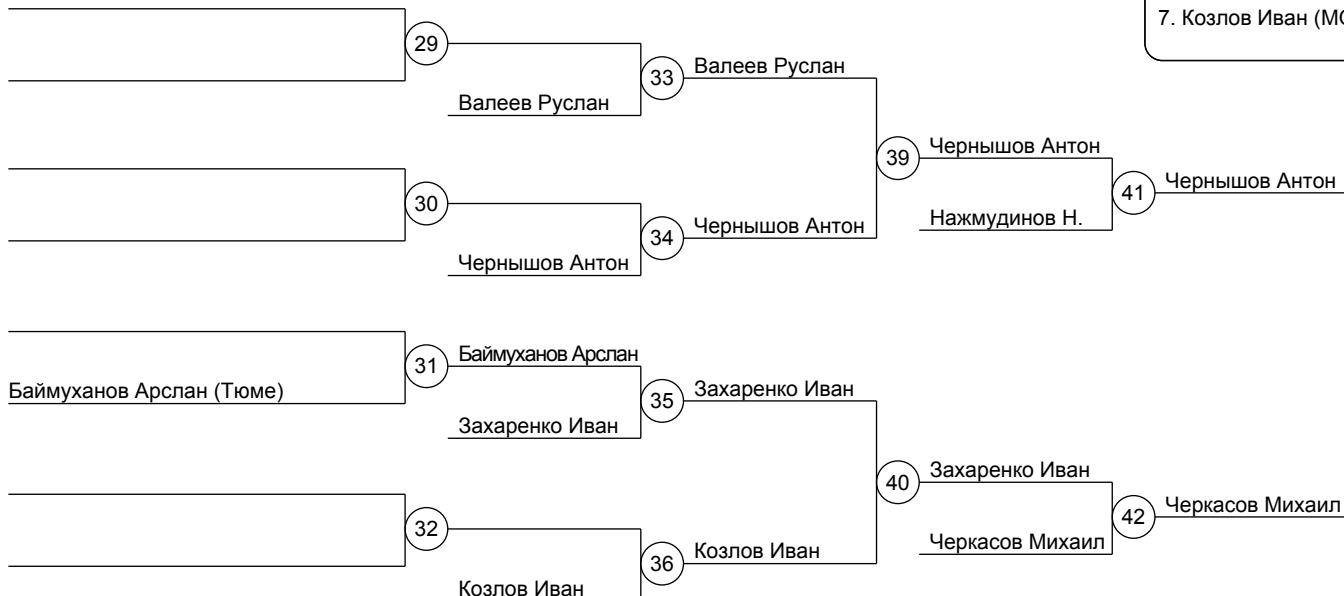 7. Козлов Иван
29
Валеев Руслан
33
Валеев Руслан
Чернышов Антон
39
Чернышов Антон
41
30
Чернышов Антон
34
Нажмудинов Н.
Чернышов Антон
Баймуханов Арслан
31
Захаренко Иван
Баймуханов Арслан (Тюме)
35
Захаренко Иван
Захаренко Иван
40
Черкасов Михаил
42
32
Козлов Иван
Черкасов Михаил
36
Козлов Иван